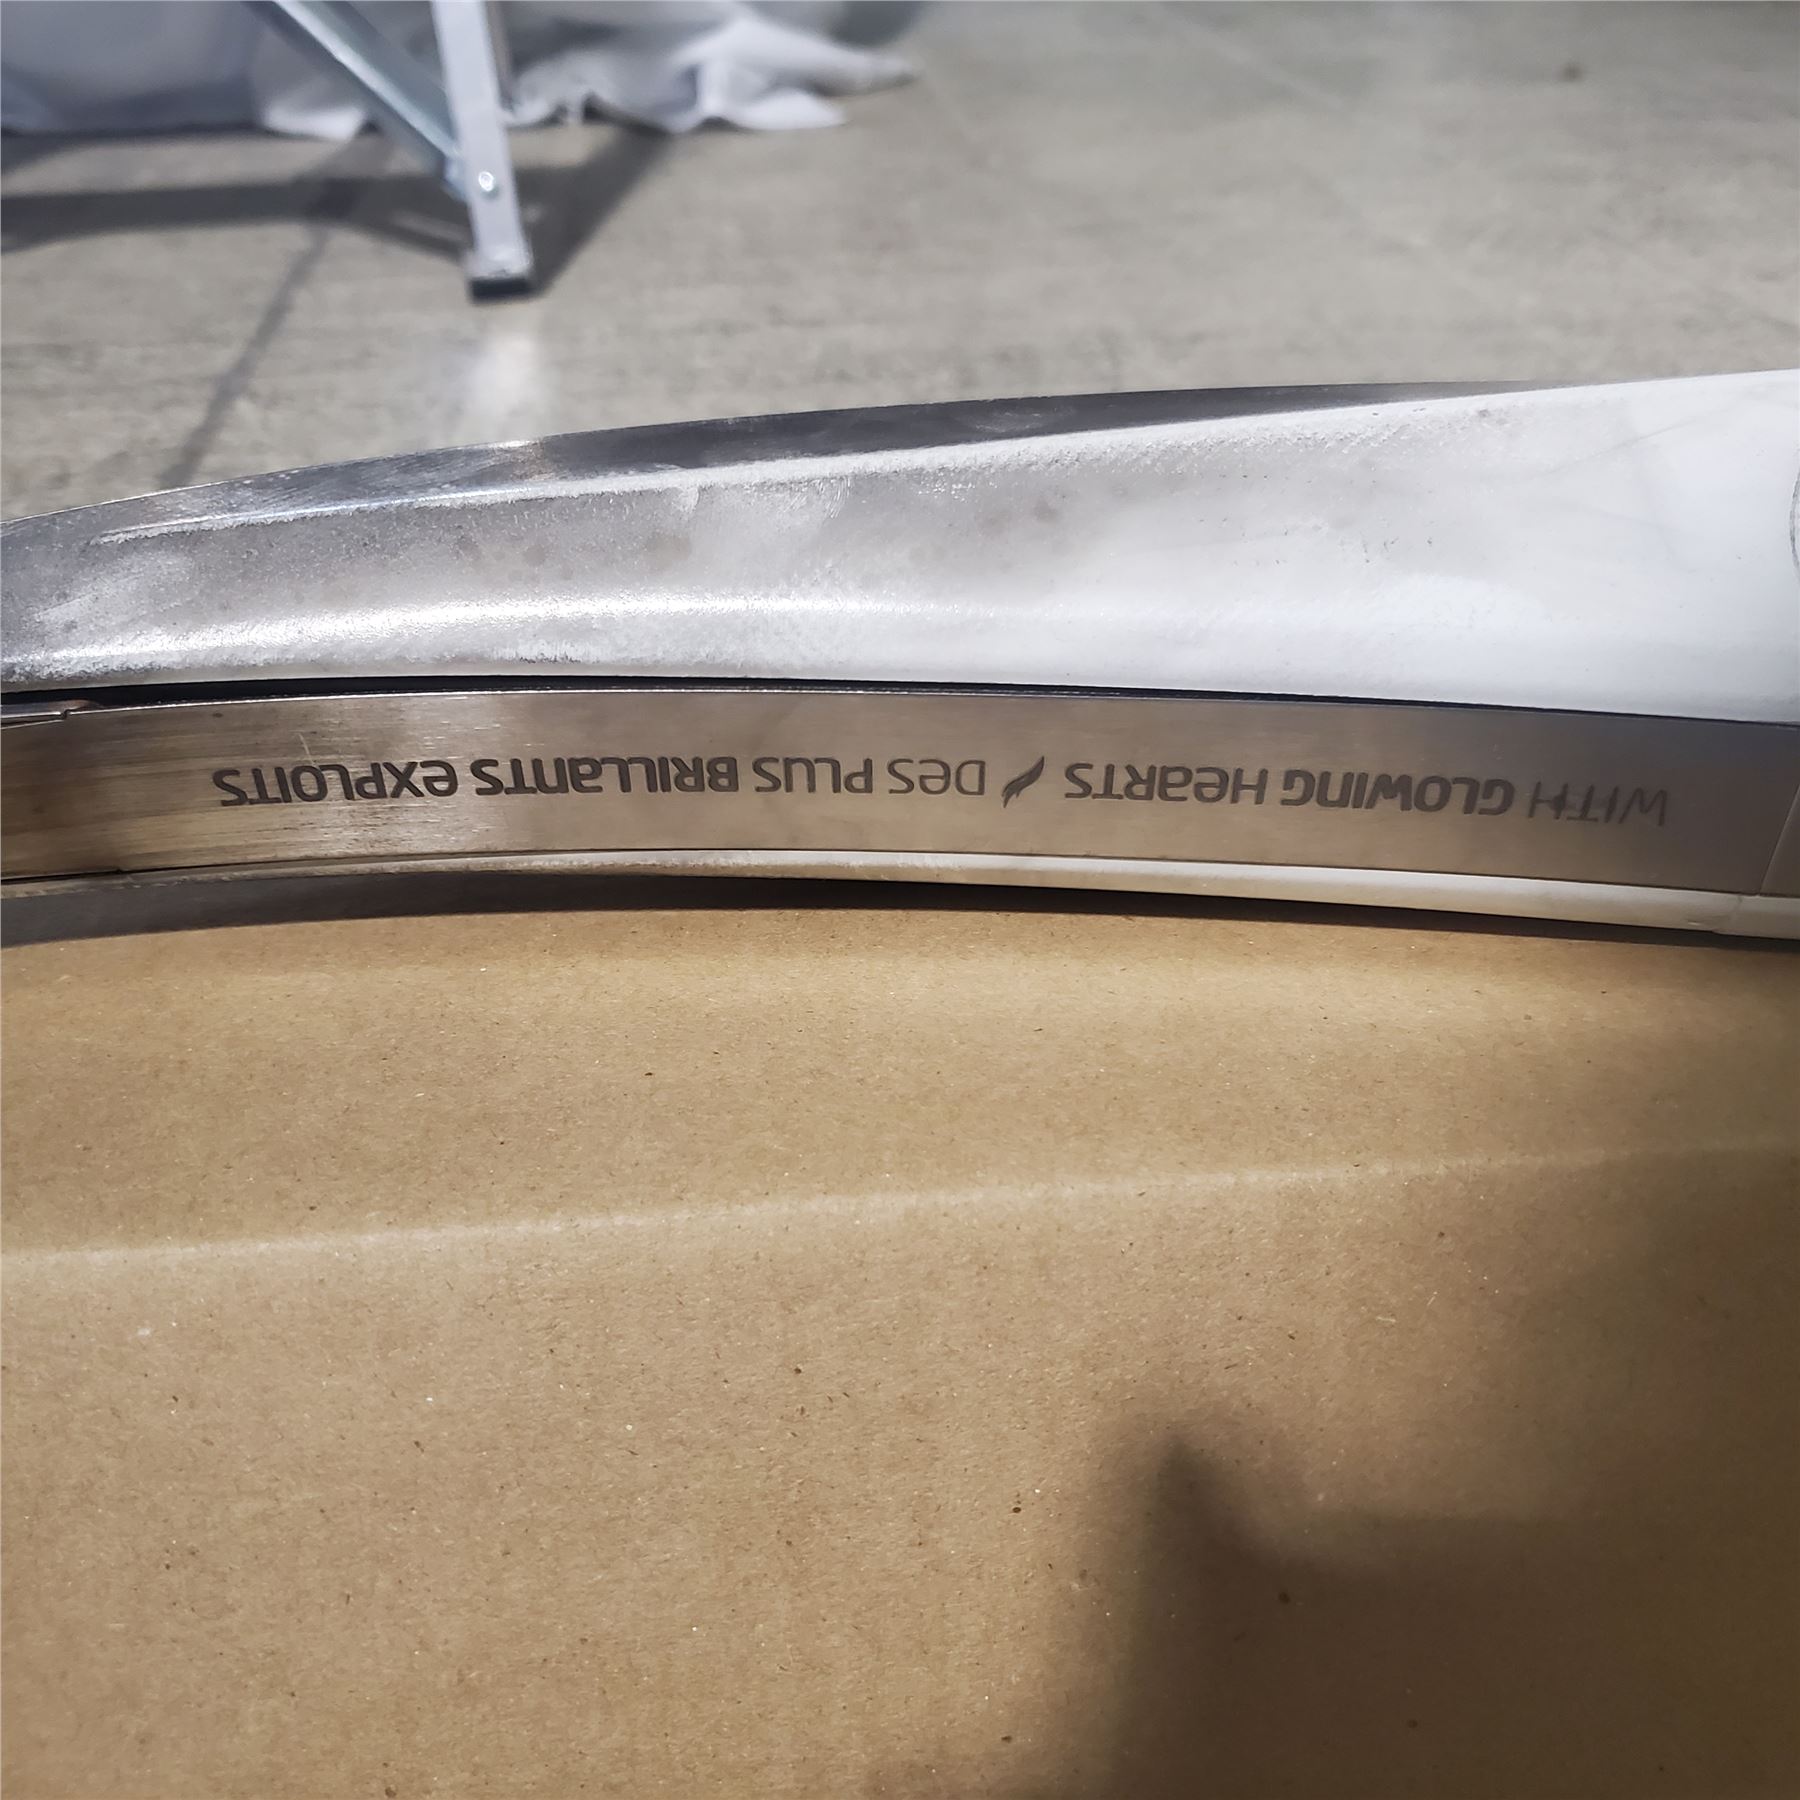 WITH GLOWING HeARTS / Des PLUS BRILLanTS eXPLOITS